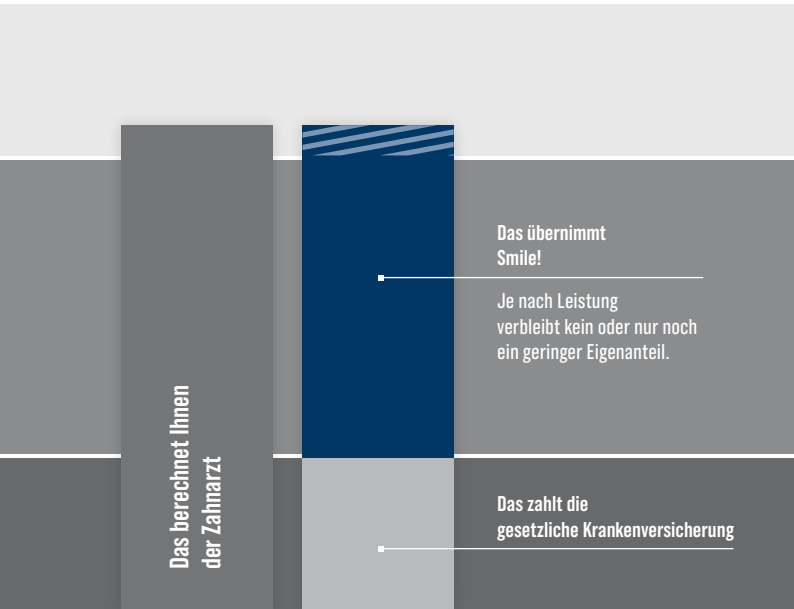 Das übernimmt
Smile!
Je nach Leistung
verbleibt kein oder nur noch
ein geringer Eigenanteil.
Das berechnet Ihnen
der Zahnarzt
Das zahlt die
gesetzliche Krankenversicherung